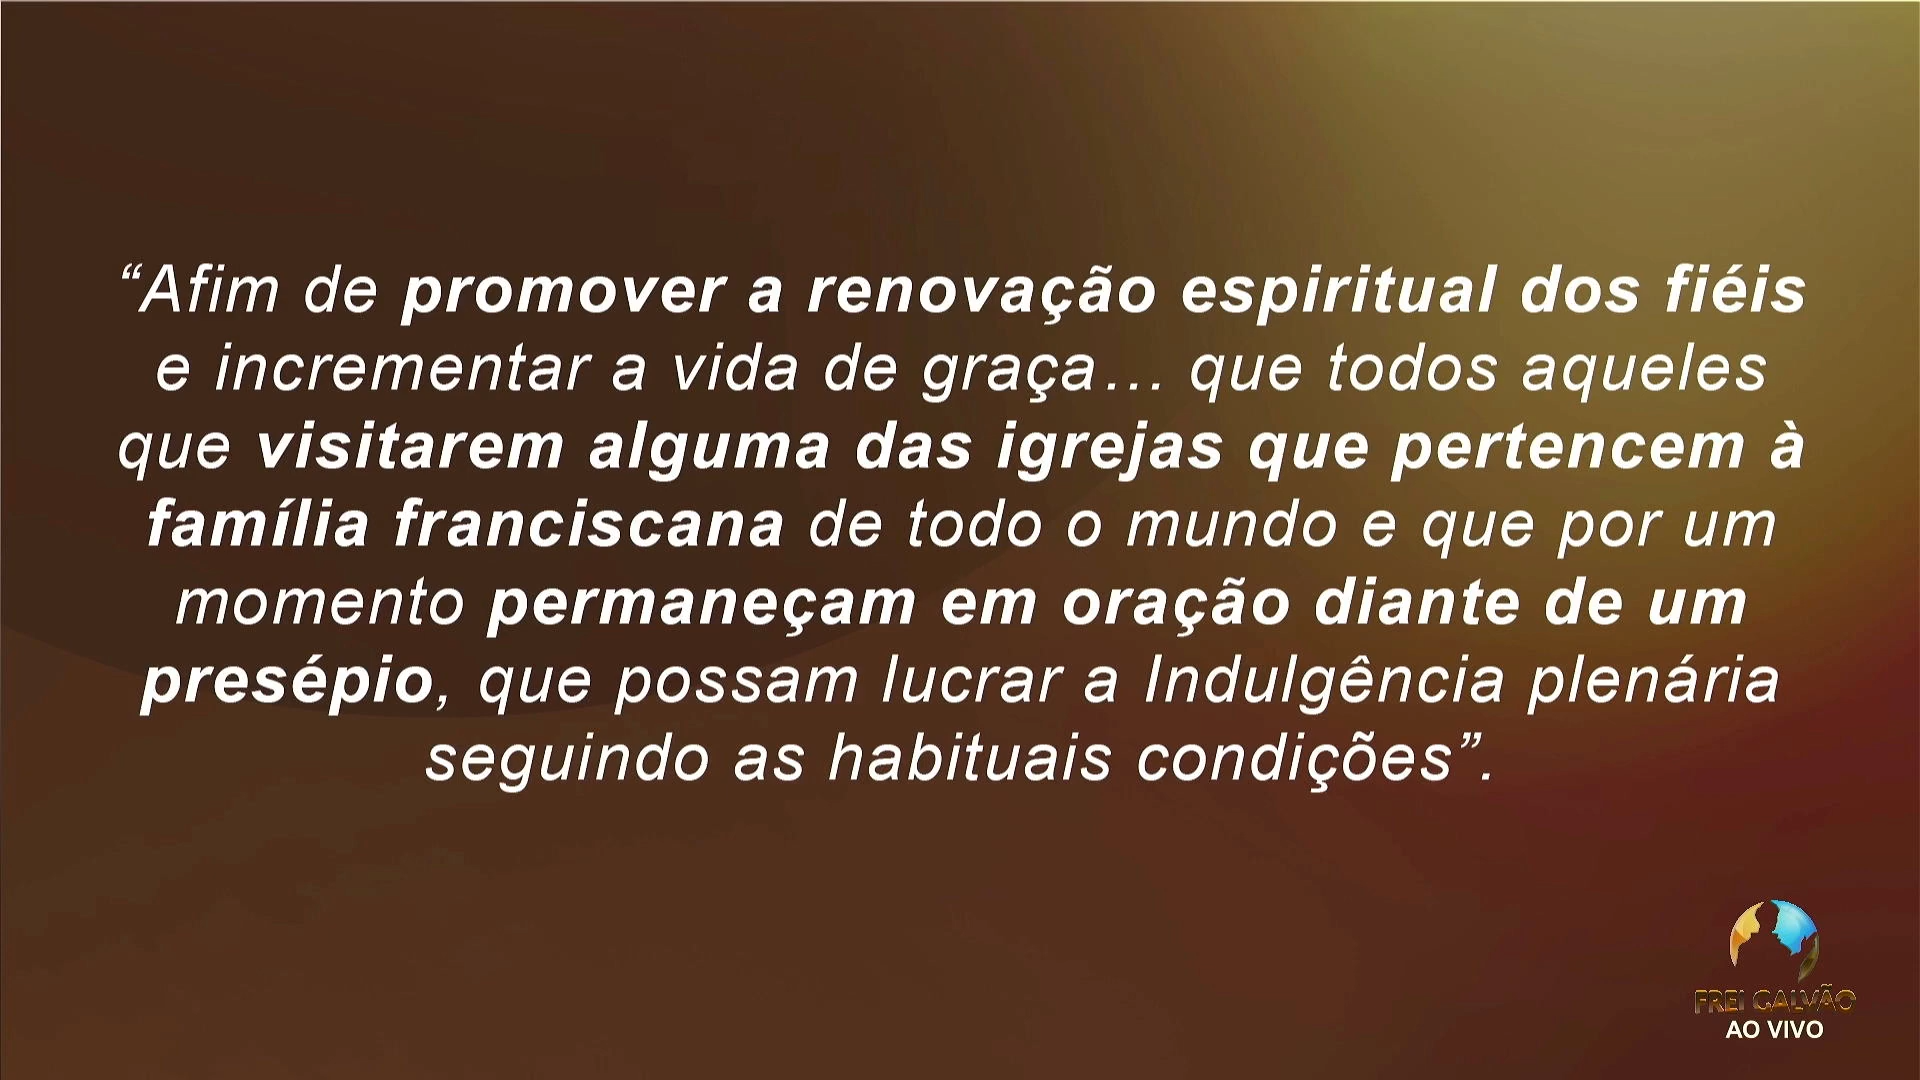 “Afim de promover a renovação espiritual dos fiéis
e incrementar a vida de graça… que todos aqueles
que visitarem alguma das igrejas que pertencem à
família franciscana de todo o mundo e que por um
momento permaneçam em oração diante de um
presépio, que possam lucrar a Indulgência plenária
seguindo as habituais condições”.
FREI GALVÃO
AO VIVO